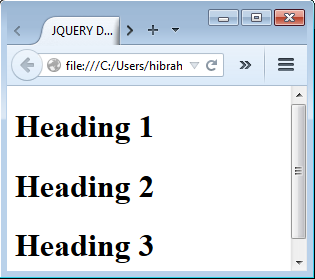 JQUERY D...
file:///C:/Users/hibrah
Heading 1
Heading 2
Heading 3